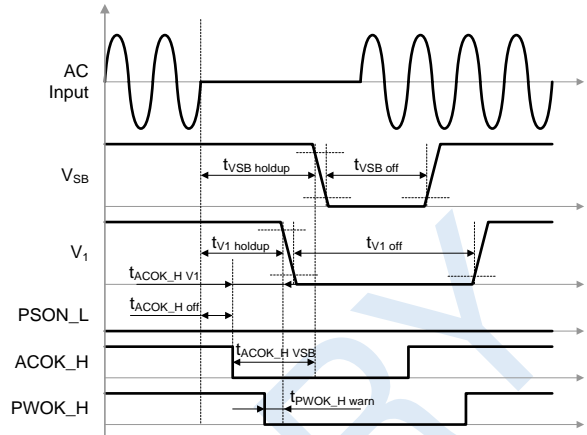 AC
Input
VSB
tVSB holdup
tVSB off
V1
tV1 holdup
tV1 off
tACOK_H V1
tACOK_H off
PSON_L
ACOK_H
tACOK_H VSB
PWOK_H
tPWOK_H warn
RY